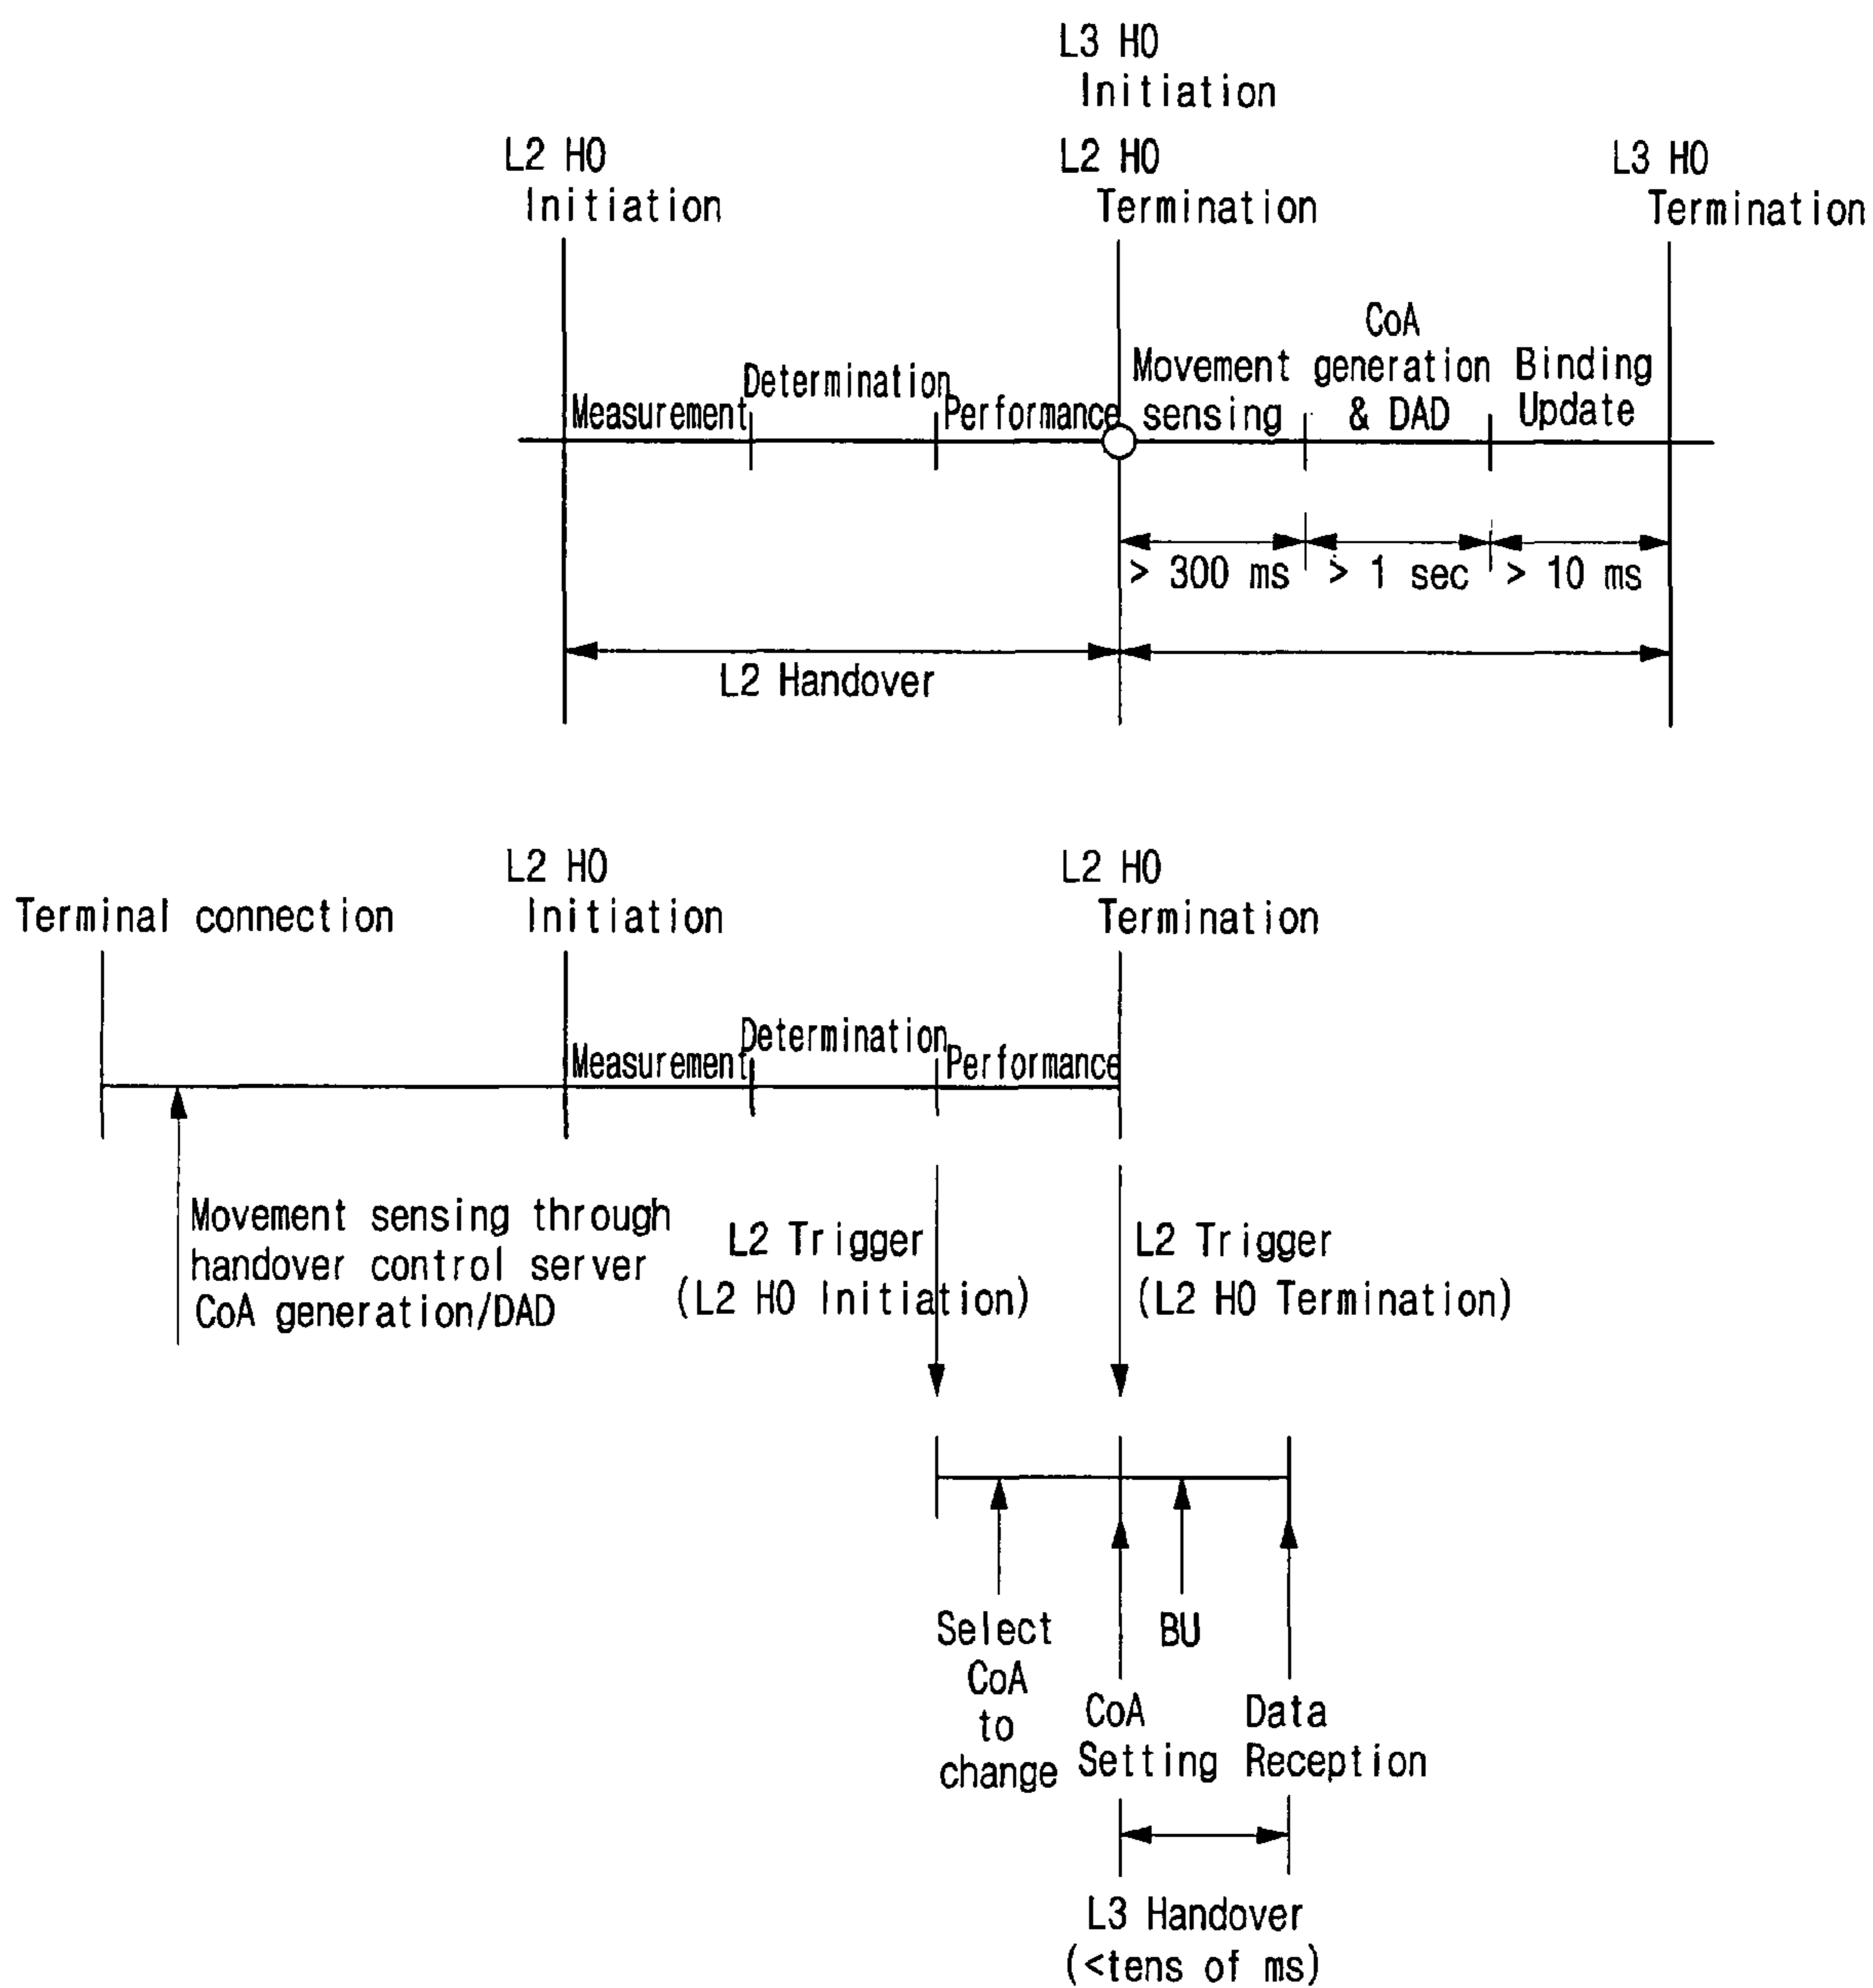 L3 HO
Initiation
L2 HO
Initiation
L2 HO
Termination
L3 HO
Termination
Measurement
Determination
Performance
Movement
sensing
CoA
generation
& DAD
Binding
Update
> 300 ms
> 1 sec
> 10 ms
L2 Handover
Terminal connection
L2 HO
Initiation
L2 HO
Termination
Measurement
Determination
Performance
Movement sensing through
handover control server
CoA generation/DAD
L2 Trigger
(L2 HO Initiation)
L2 Trigger
(L2 HO Termination)
Select
CoA
to
change
CoA
Setting
BU
Data
Reception
L3 Handover
(<tens of ms)